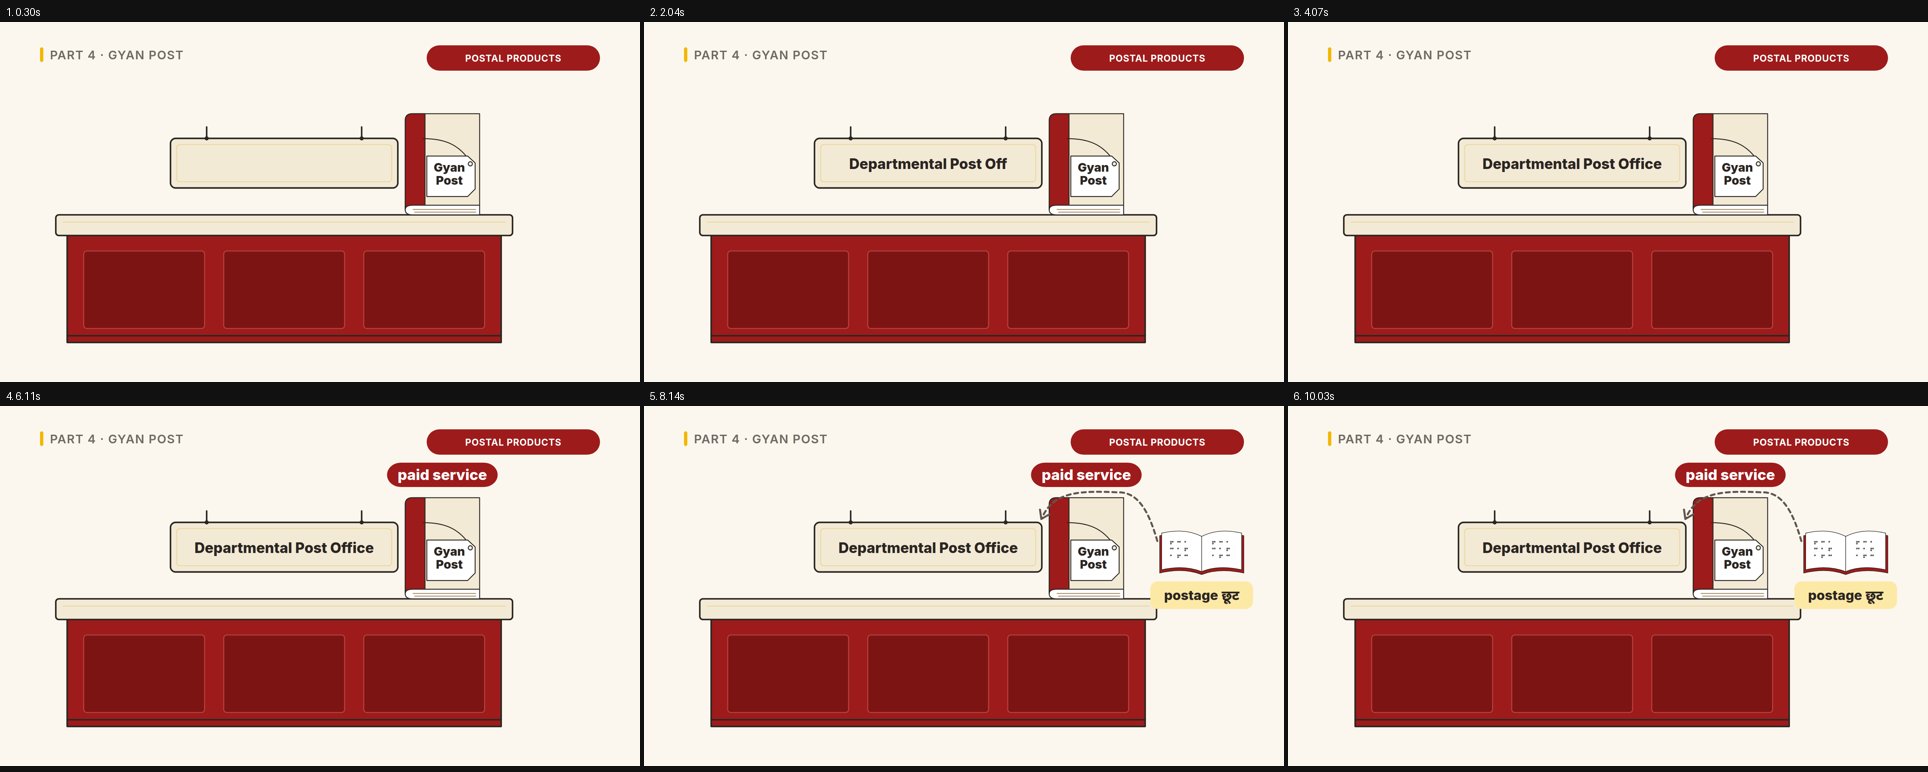 1. 0.30s
PART 4 · GYAN POST
POSTAL PRODUCTS
Gyan
Post
2. 2.04s
PART 4 · GYAN POST
POSTAL PRODUCTS
Departmental Post Off
Gyan
Post
3. 4.07s
PART 4 · GYAN POST
POSTAL PRODUCTS
Departmental Post Office
Gyan
Post
4. 6.11s
PART 4 · GYAN POST
POSTAL PRODUCTS
paid service
Departmental Post Office
Gyan
Post
5. 8.14s
PART 4 · GYAN POST
POSTAL PRODUCTS
paid service
Departmental Post Office
Gyan
Post
postage छूट
6. 10.03s
PART 4 · GYAN POST
POSTAL PRODUCTS
paid service
Departmental Post Office
Gyan
Post
postage छूट